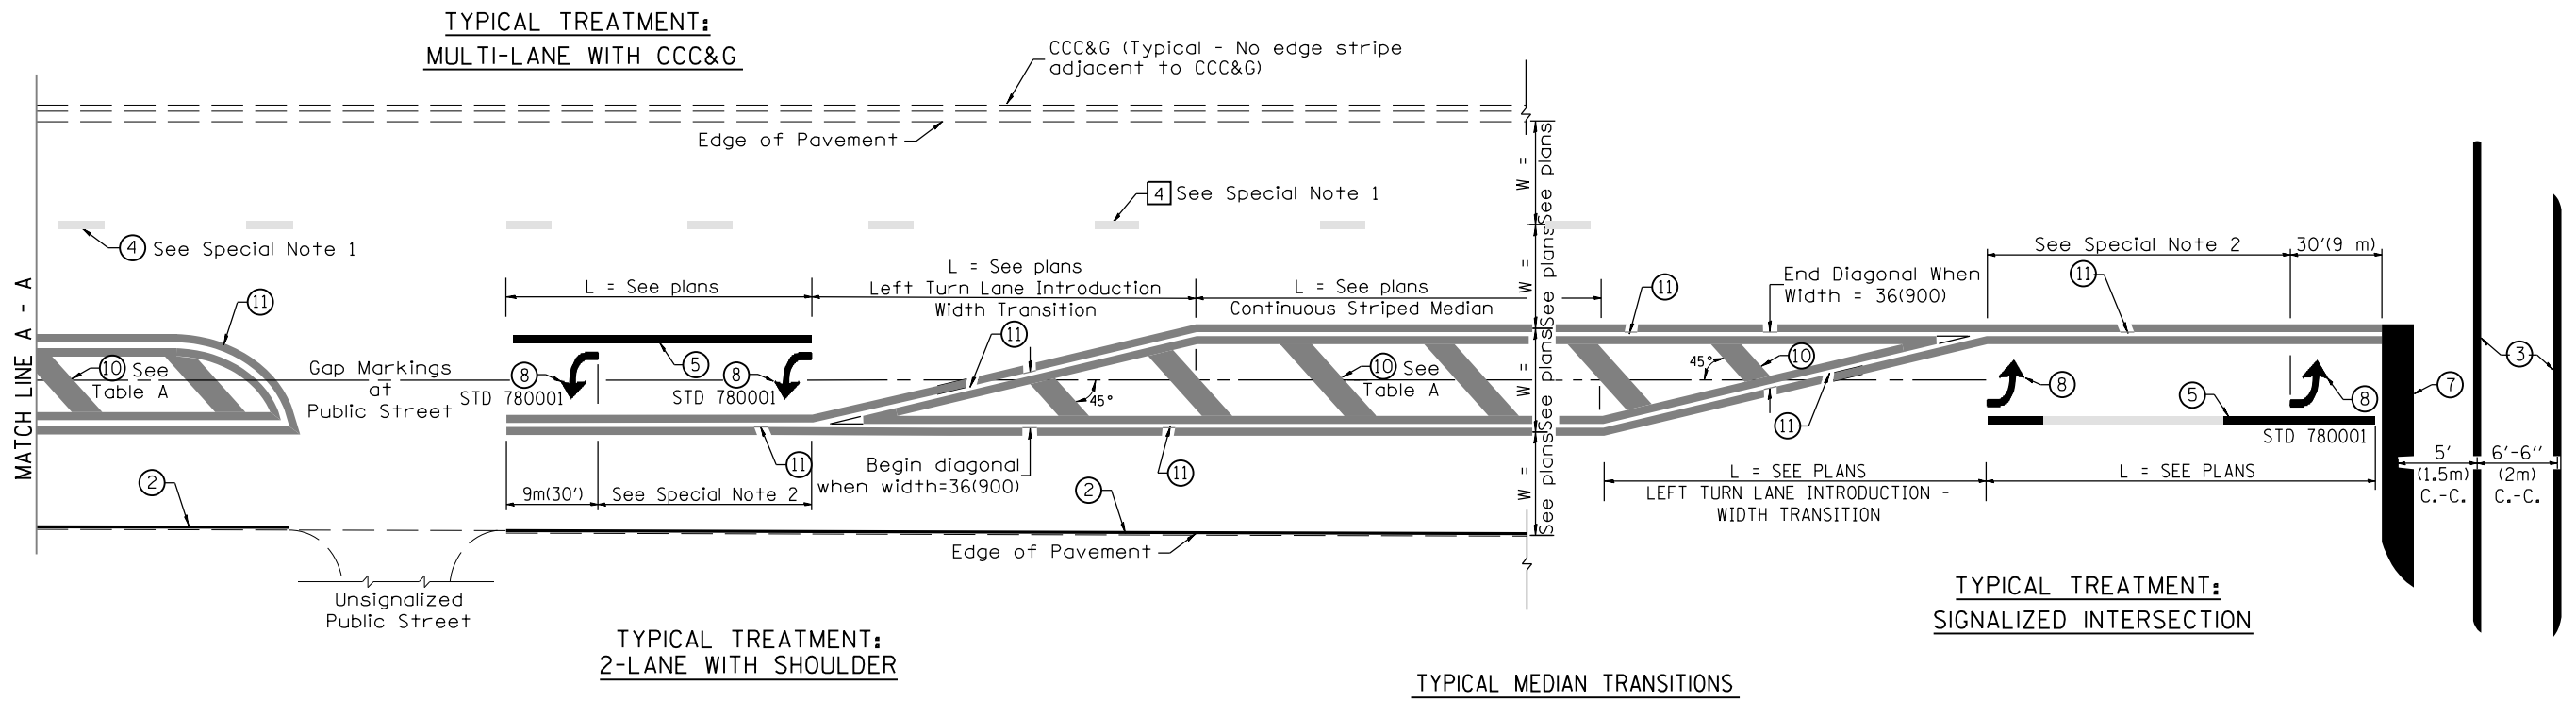 TYPICAL TREATMENT:
MULTI-LANE WITH CCC&G
CCC&G (Typical - No edge stripe
adjacent to CCC&G)
Edge of Pavement
4 See Special Note 1
4 See Special Note 1
MATCH LINE A - A
11
10 See
Table A
Gap Markings
at
Public Street
2
Unsignalized
Public Street
L = See plans
L = See plans
Left Turn Lane Introduction
Width Transition
L = See plans
Continuous Striped Median
5
8
STD 780001
8
STD 780001
11
11
45°
10 See
Table A
11
Begin diagonal
when width=36(900)
9m(30')
See Special Note 2
2
Edge of Pavement
W =
See plans
W =
See plans
W =
See plans
W =
See plans
11
End Diagonal When
Width = 36(900)
45°
10
11
See Special Note 2
30'(9 m)
11
8
8
5
STD 780001
7
3
5'
(1.5m)
C.-C.
6'-6''
(2m)
C.-C.
L = SEE PLANS
LEFT TURN LANE INTRODUCTION -
WIDTH TRANSITION
L = SEE PLANS
TYPICAL TREATMENT:
SIGNALIZED INTERSECTION
TYPICAL TREATMENT:
2-LANE WITH SHOULDER
TYPICAL MEDIAN TRANSITIONS